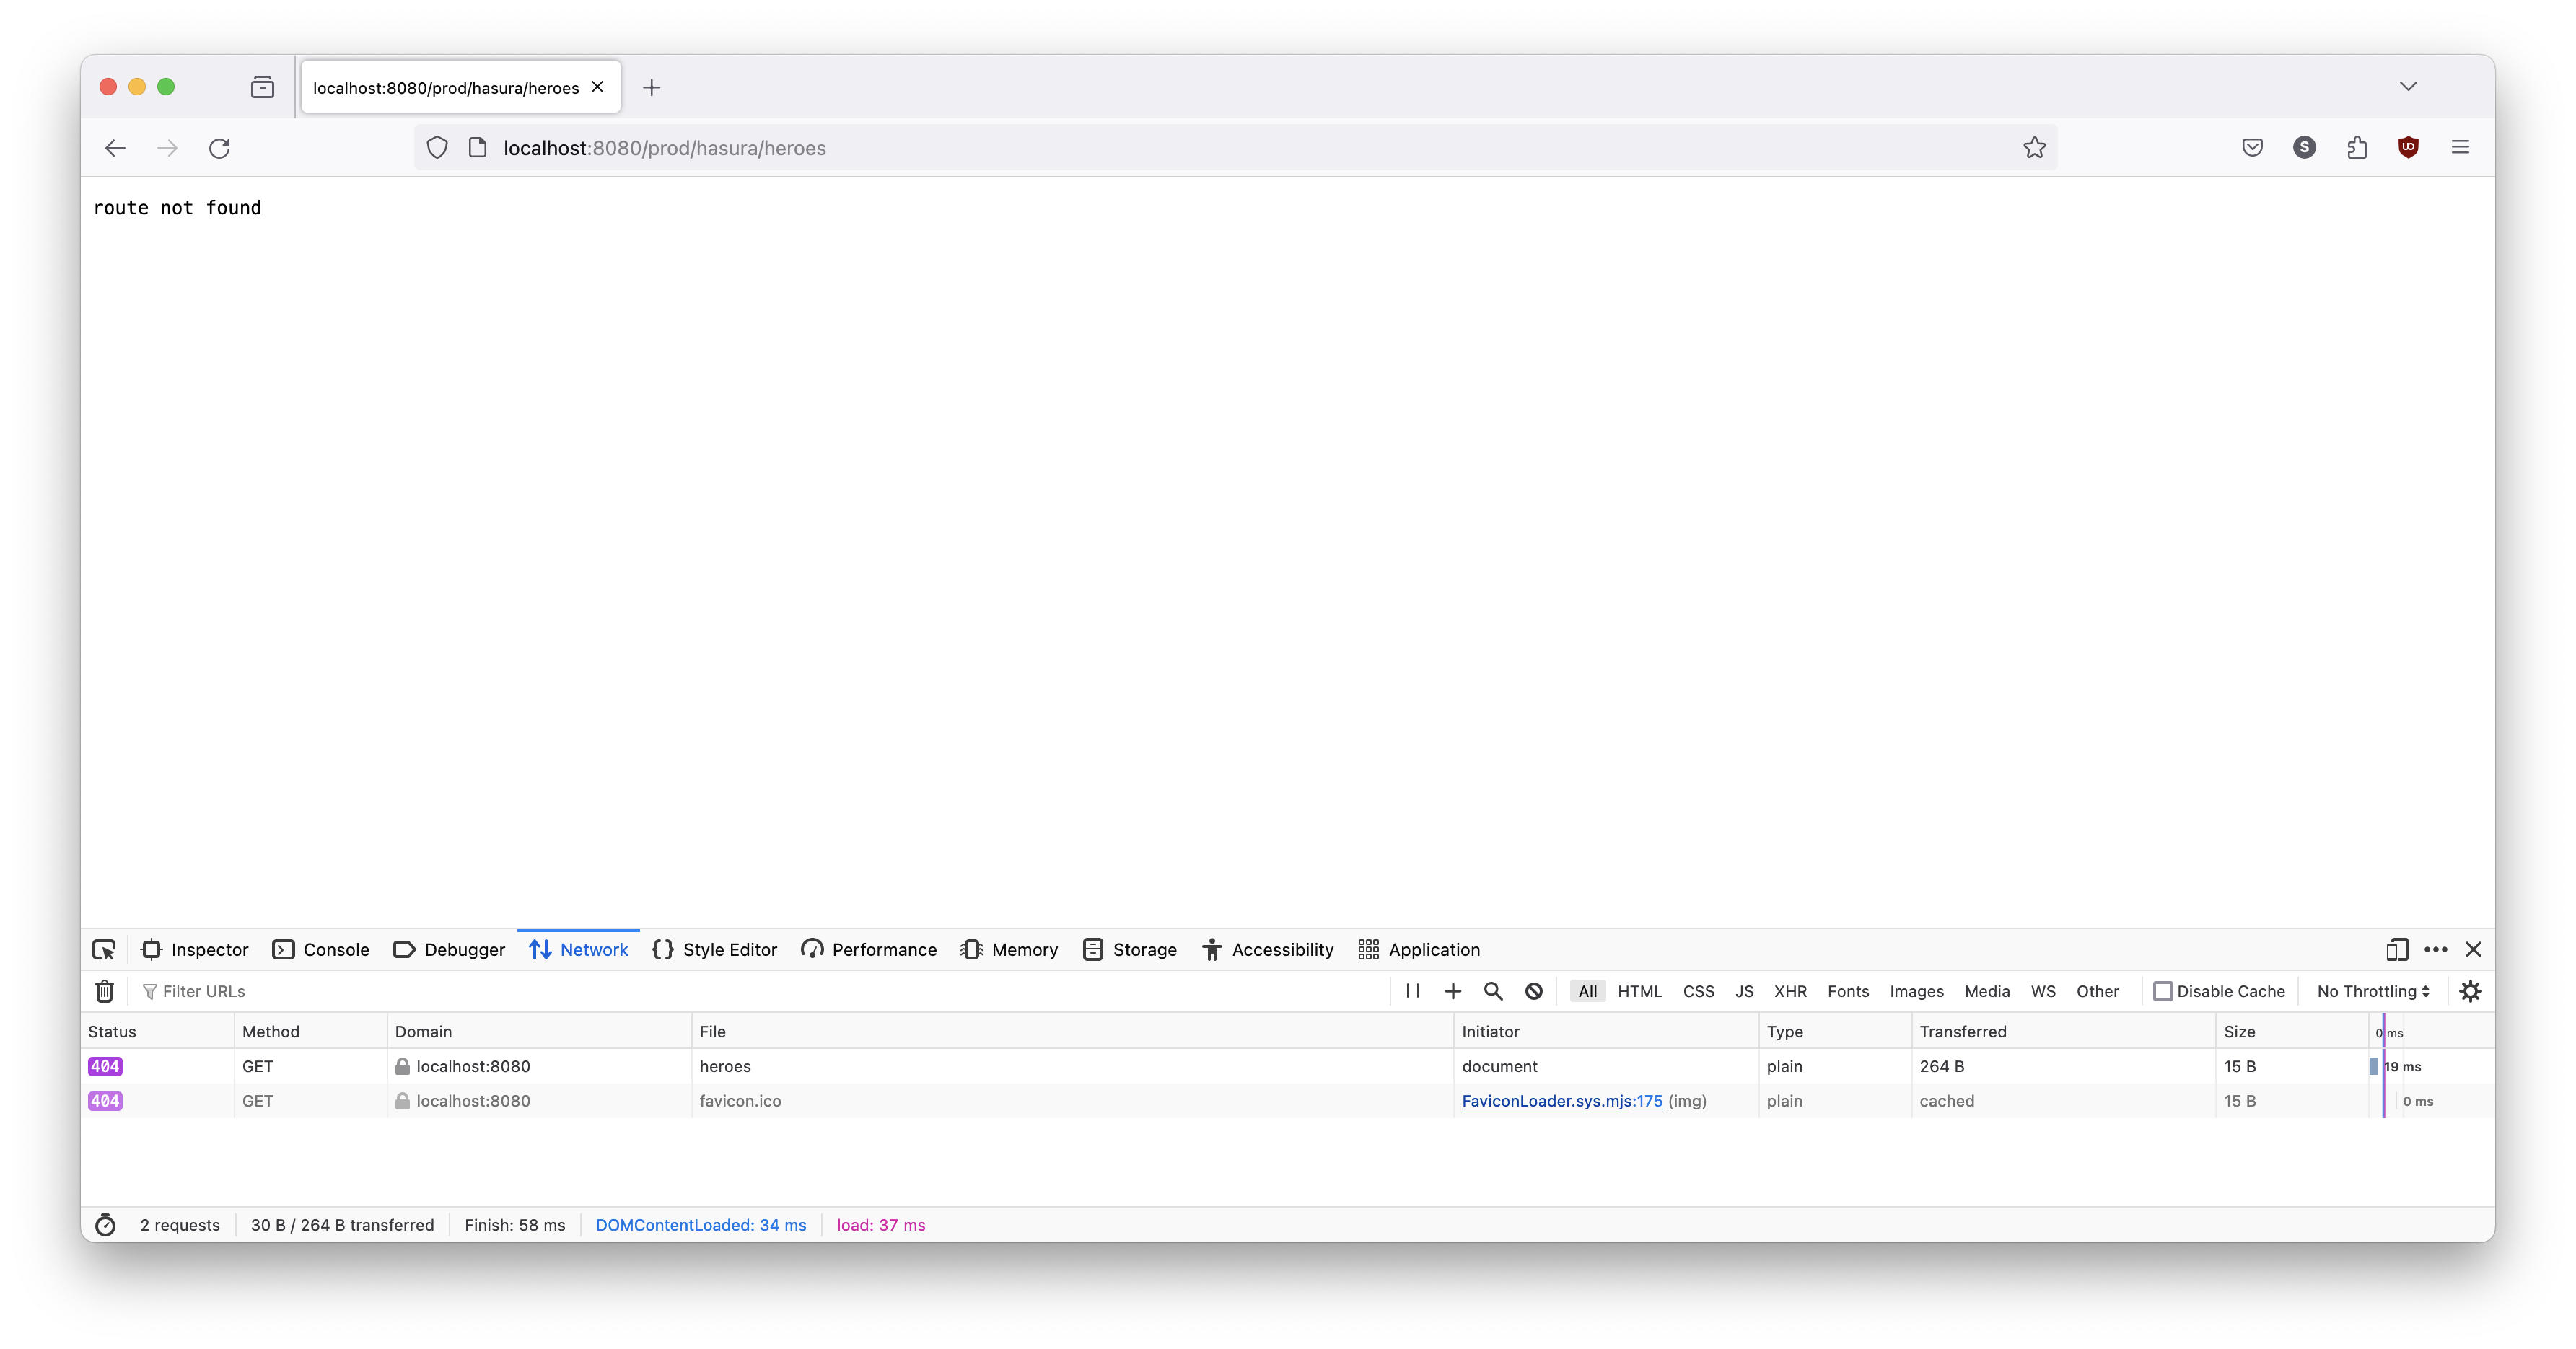 localhost:8080/prod/hasura/heroes
localhost:8080/prod/hasura/heroes
S
route not found
Inspector Console Debugger Network Style Editor Performance Memory Storage Accessibility Application
Filter URLs All HTML CSS JS XHR Fonts Images Media WS Other Disable Cache No Throttling
Status Method Domain File Initiator Type Transferred Size 0 ms
404 GET localhost:8080 heroes document plain 264 B 15 B 19 ms
404 GET localhost:8080 favicon.ico FaviconLoader.sys.mjs:175 (img) plain cached 15 B 0 ms
2 requests 30 B / 264 B transferred Finish: 58 ms DOMContentLoaded: 34 ms load: 37 ms